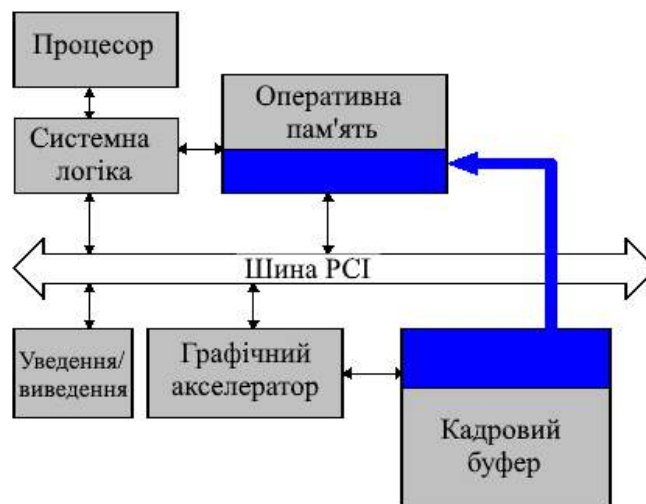 Процесор
Оперативна
пам'ять
Системна
логіка
Шина PCI
Уведення/
виведення
Графічний
акселератор
Кадровий
буфер